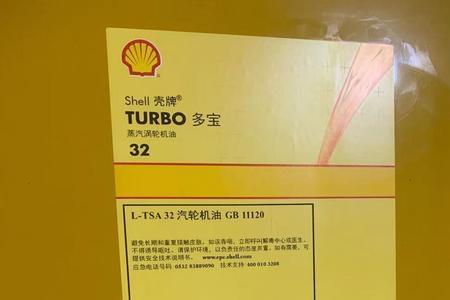 Shell 壳牌®
TURBO 多宝
蒸汽涡轮机油
32
L-TSA 32 汽轮机油 GB 11120
避免长期和重复接触皮肤。如误吞咽，立即呼叫解毒中心或医生。
不得诱导呕吐。请保护环境，以负责任的态度弃置。如有需要，可
提供安全技术说明书。 www.epc.shell.com
应急电话号码: 0532 83889090 技术支持: 400 010 3208